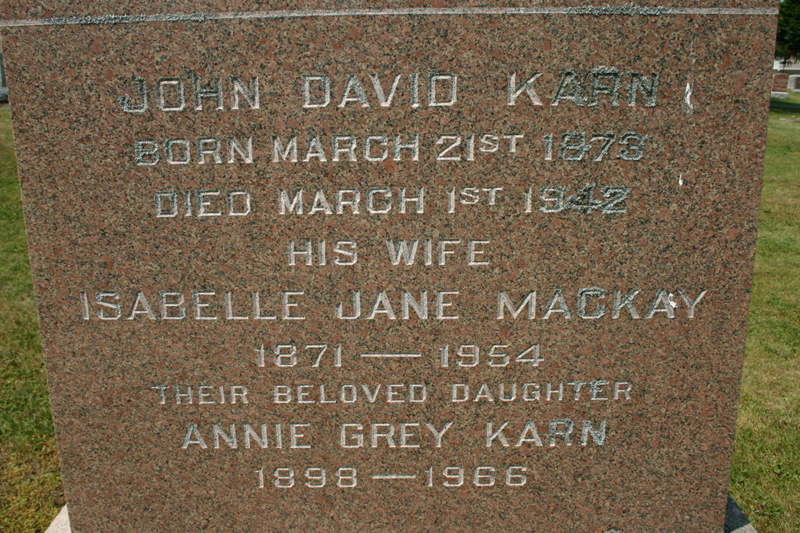 JOHN DAVID KARN
BORN MARCH 21ST 1873
DIED MARCH 1ST 1942
HIS WIFE
ISABELLE JANE MACKAY
1871 — 1954
THEIR BELOVED DAUGHTER
ANNIE GREY KARN
1898 — 1966